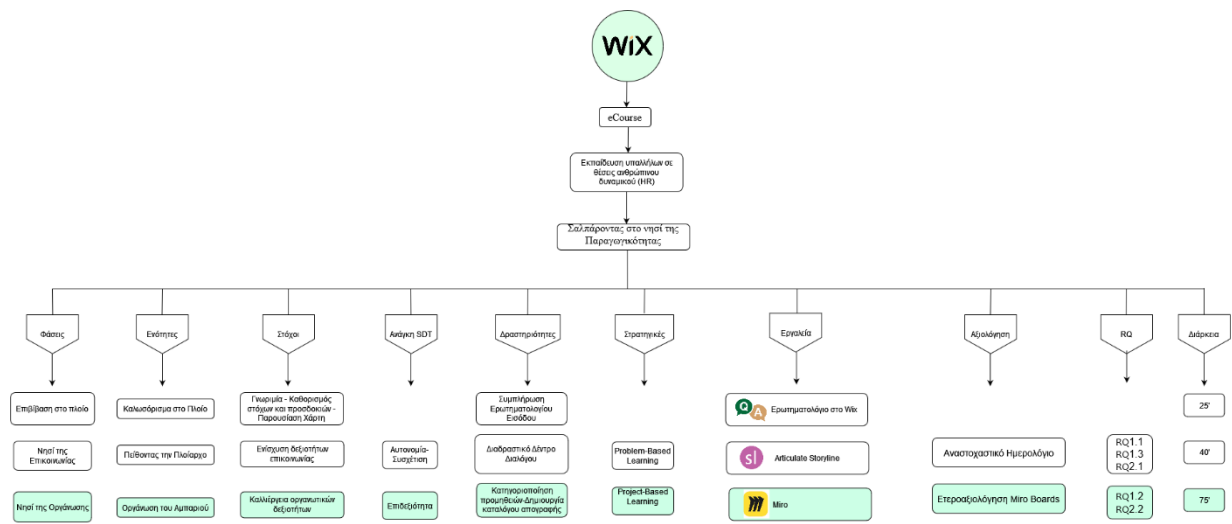 WiX
eCourse
Εκπαίδευση υπαλλήλων σε
θέσεις ανθρώπινου
δυναμικού (HR)
Σαλπάροντας στο νησί της
Παραγωγικότητας
Φάσεις
Ενότητες
Στόχοι
Ανάγκη SDT
Δραστηριότητες
Στρατηγικές
Εργαλεία
Αξιολόγηση
RQ
Διάρκεια
Επιβίβαση στο πλοίο
Καλωσόρισμα στο Πλοίο
Γνωριμία - Καθορισμός
στόχων και προσδοκιών -
Παρουσίαση Χάρτη
Συμπλήρωση
Ερωτηματολογίου
Εισόδου
Q A
Ερωτηματολόγιο στο Wix
25'
Νησί της
Επικοινωνίας
Πείθοντας την Πλοίαρχο
Ενίσχυση δεξιοτήτων
επικοινωνίας
Αυτονομία-
Συσχέτιση
Διαδραστικό Δέντρο
Διαλόγου
Problem-Based
Learning
sl
Articulate Storyline
Αναστοχαστικό Ημερολόγιο
RQ1.1
RQ1.3
RQ2.1
40'
Νησί της Οργάνωσης
Οργάνωση του Αμπαριού
Καλλιέργεια οργανωτικών
δεξιοτήτων
Επιδεξιότητα
Κατηγοριοποίηση
προμηθειών-Δημιουργία
καταλόγου απογραφής
Project-Based
Learning
Miro
Ετεροαξιολόγηση Miro Boards
RQ1.2
RQ2.2
75'